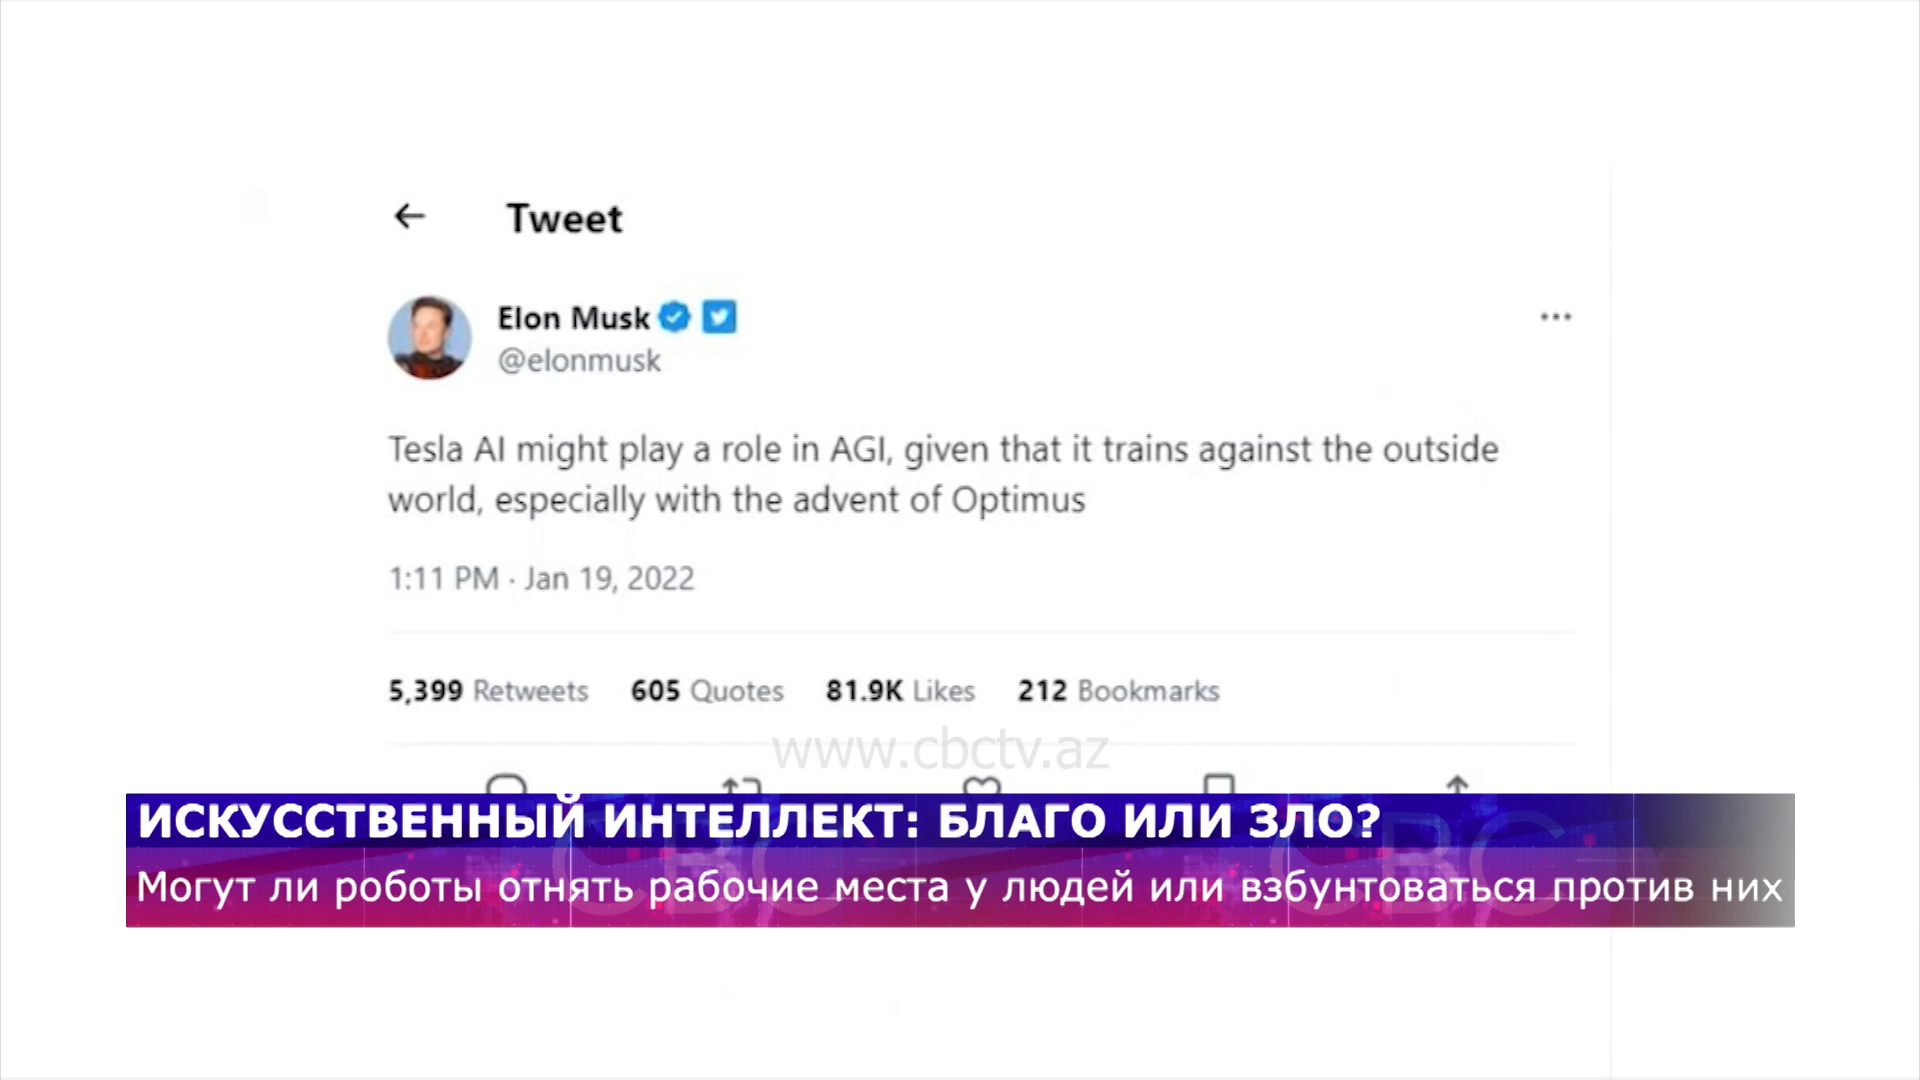 Tweet
Elon Musk
@elonmusk
Tesla AI might play a role in AGI, given that it trains against the outside
world, especially with the advent of Optimus
1:11 PM · Jan 19, 2022
5,399 Retweets 605 Quotes 81.9K Likes 212 Bookmarks
www.cbctv.az
ИСКУССТВЕННЫЙ ИНТЕЛЛЕКТ: БЛАГО ИЛИ ЗЛО?
CBC CBC
Могут ли роботы отнять рабочие места у людей или взбунтоваться против них